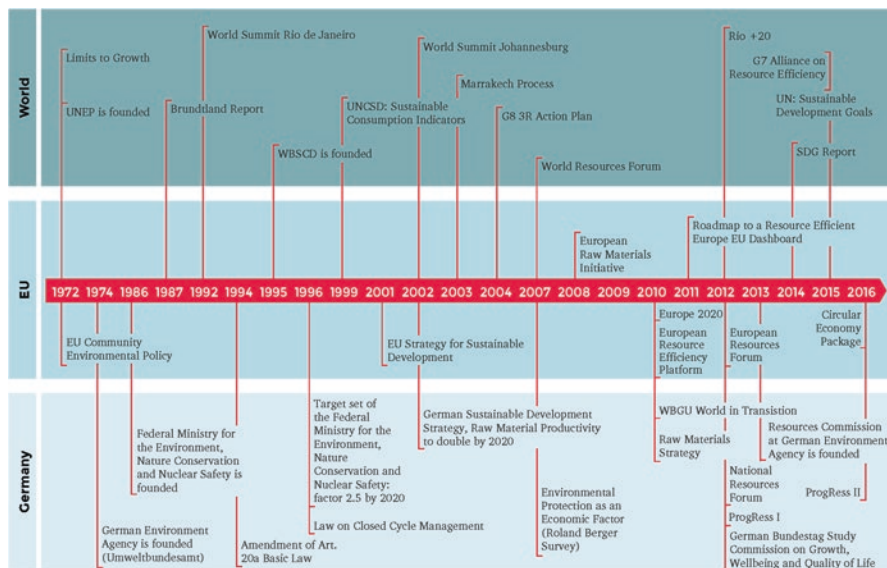 World
World Summit Rio de Janeiro
Limits to Growth
UNEP is founded
Brundtland Report
WBSCD is founded
UNCSD: Sustainable
Consumption Indicators
World Summit Johannesburg
Marrakech Process
G8 3R Action Plan
World Resources Forum
Rio +20
G7 Alliance on
Resource Efficiency
UN: Sustainable
Development Goals
SDG Report
EU
European
Raw Materials
Initiative
Roadmap to a Resource Efficient
Europe EU Dashboard
1972 1974 1986 1987 1992 1994 1995 1996 1999 2001 2002 2003 2004 2007 2008 2009 2010 2011 2012 2013 2014 2015 2016
EU Community
Environmental Policy
EU Strategy for Sustainable
Development
Europe 2020
European
Resource
Efficiency
Platform
European
Resources
Forum
Circular
Economy
Package
Germany
Federal Ministry for
the Environment,
Nature Conservation
and Nuclear Safety is
founded
German Environment
Agency is founded
(Umweltbundesamt)
Amendment of Art.
20a Basic Law
Target set of
the Federal
Ministry for the
Environment,
Nature
Conservation and
Nuclear Safety:
factor 2.5 by 2020
Law on Closed Cycle Management
German Sustainable Development
Strategy, Raw Material Productivity
to double by 2020
Environmental
Protection as an
Economic Factor
(Roland Berger
Survey)
WBGU World in Transistion
Raw Materials
Strategy
Resources Commission
at German Environment
Agency is founded
National
Resources
Forum
ProgRess II
ProgRess I
German Bundestag Study
Commission on Growth,
Wellbeing and Quality of Life